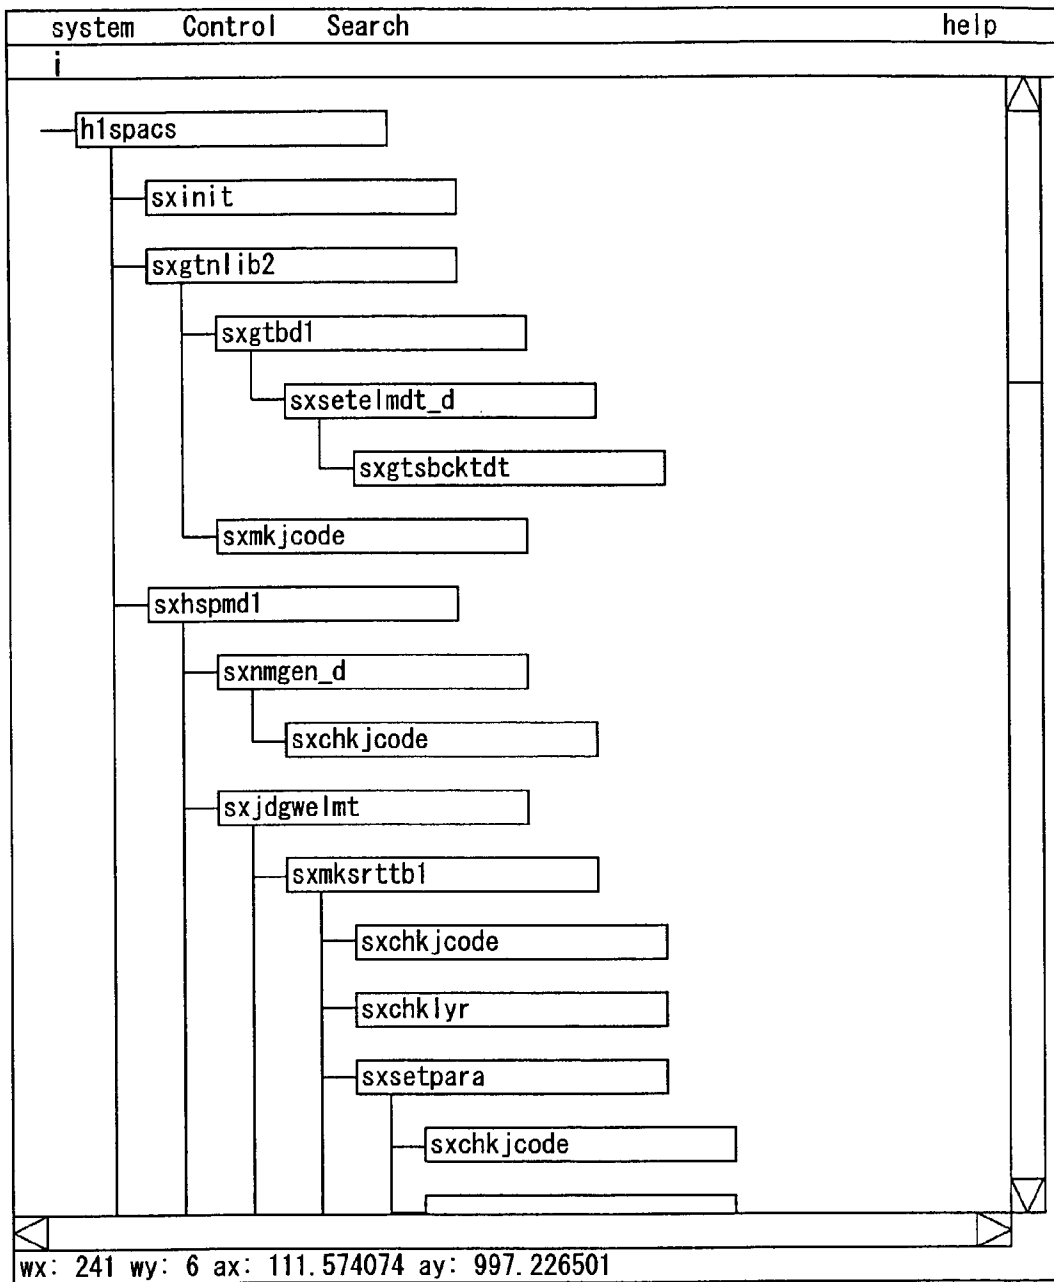 system Control Search help
i
h1spacs
sxinit
sxgtnlib2
sxgtbd1
sxsetelmdt_d
sxgtsbcktdt
sxmkjcode
sxhspmd1
sxnmgen_d
sxchkjcode
sxjdgwelmt
sxmksrttb1
sxchkjcode
sxchklyr
sxsetpara
sxchkjcode
wx: 241 wy: 6 ax: 111.574074 ay: 997.226501